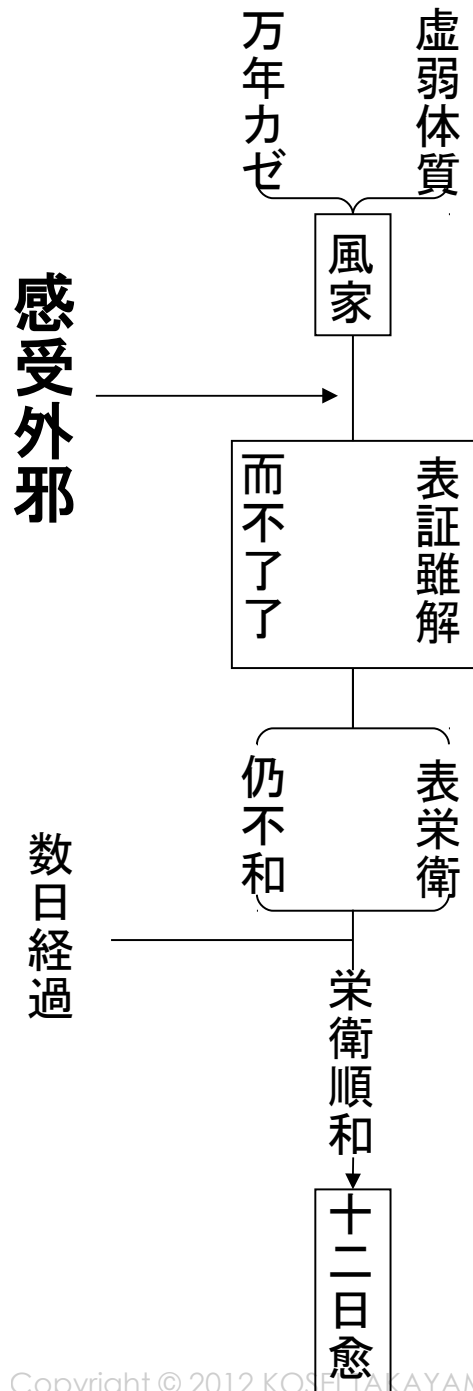 虚弱体質
万年カゼ
風家
感受外邪
表証雖解
而不了了
表栄衛
仍不和
数日経過
栄衛順和
十二日愈
Copyright © 2012 KOSEI TAKAYAM